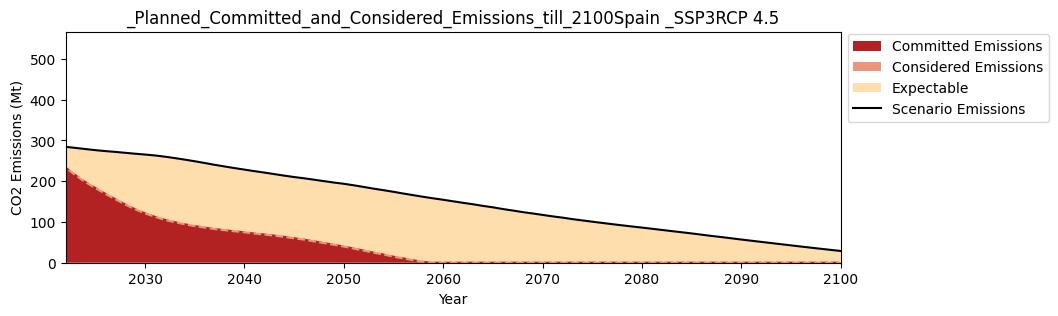 _Planned_Committed_and_Considered_Emissions_till_2100Spain _SSP3RCP 4.5
Committed Emissions
Considered Emissions
Expectable
Scenario Emissions
CO2 Emissions (Mt)
500
400
300
200
100
0
2030 2040 2050 2060 2070 2080 2090 2100
Year